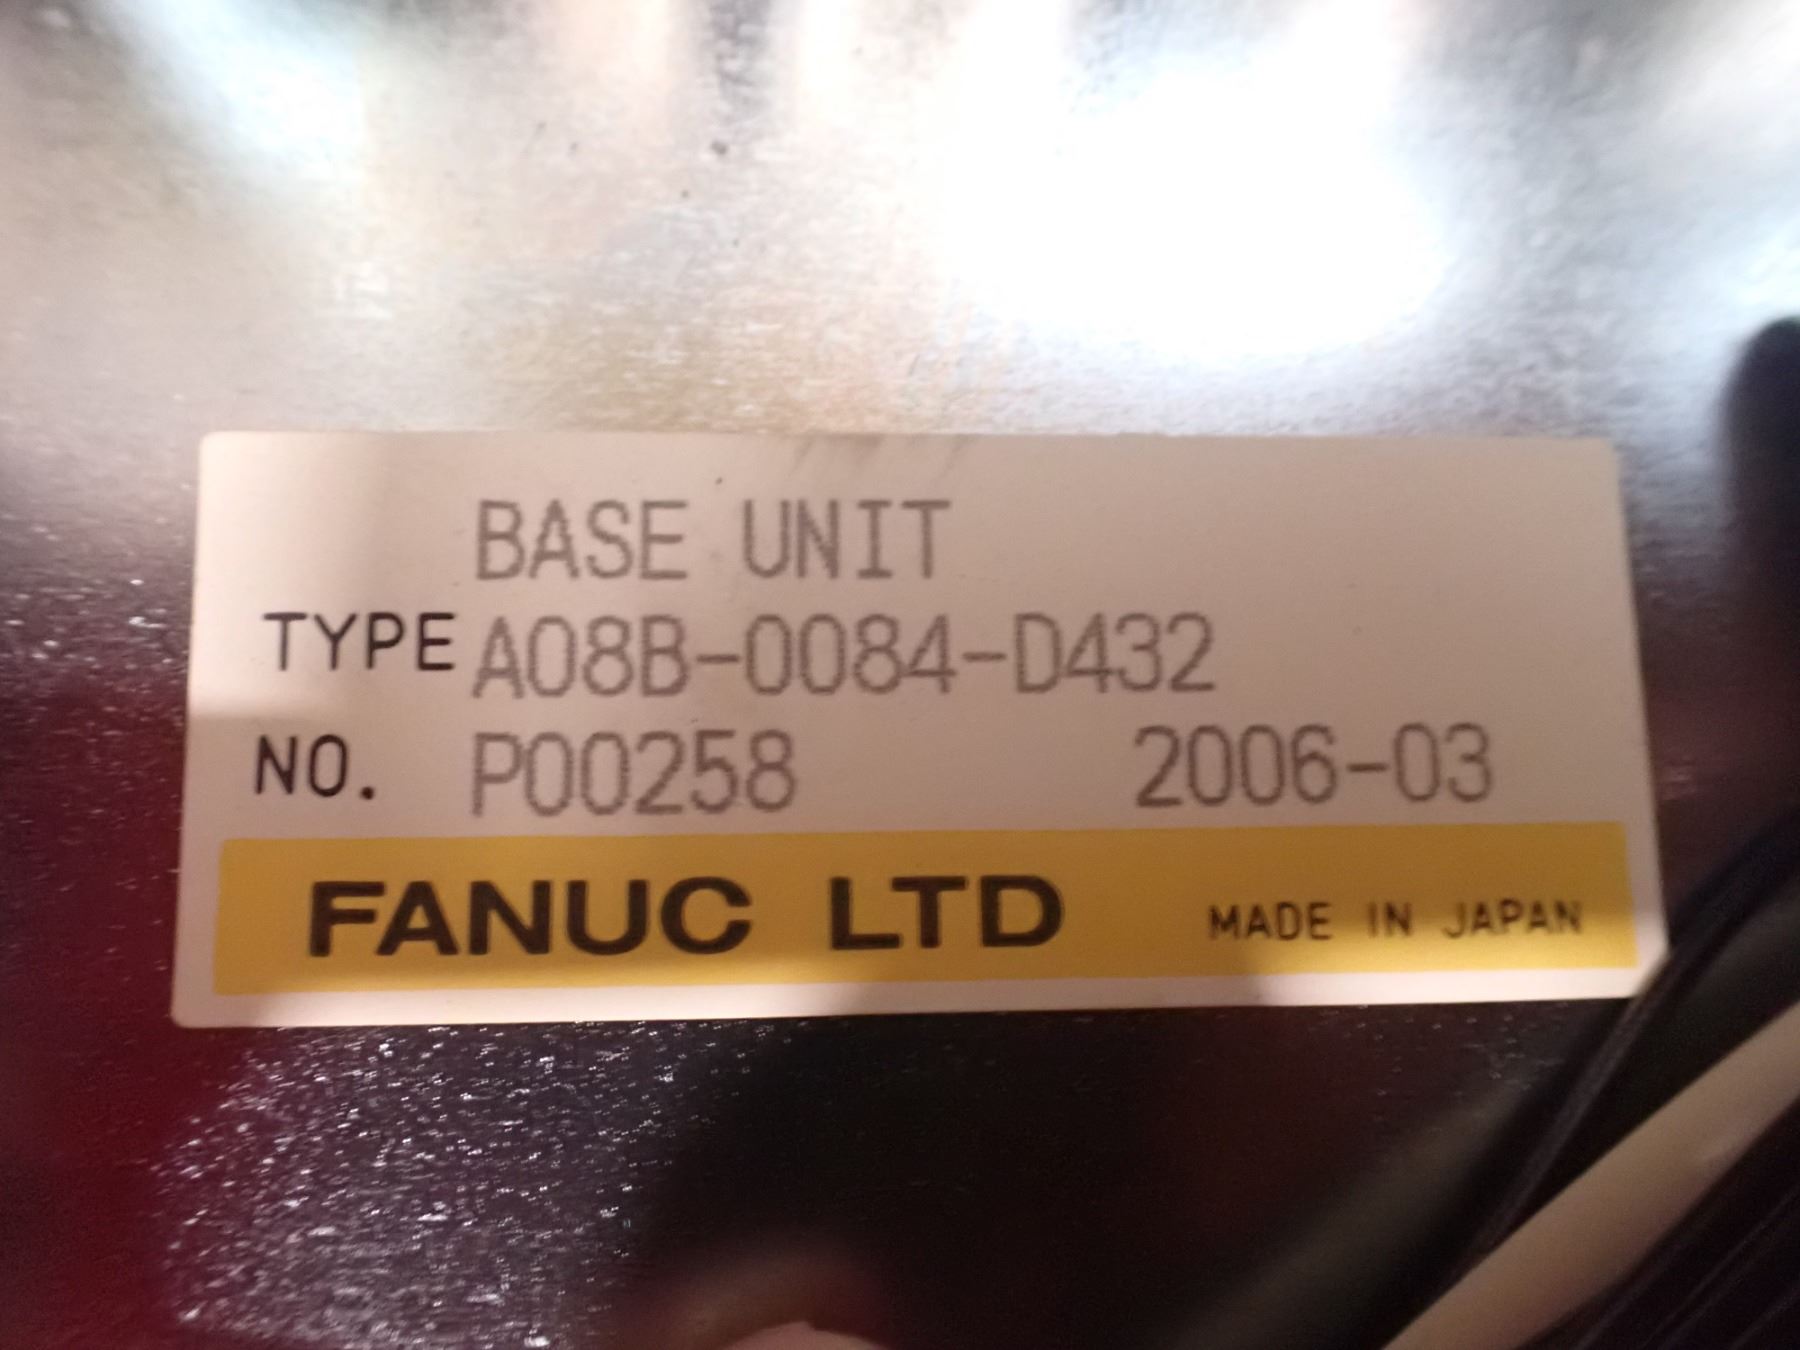 BASE UNIT
TYPE A08B-0084-D432
NO. P00258 2006-03
FANUC LTD MADE IN JAPAN